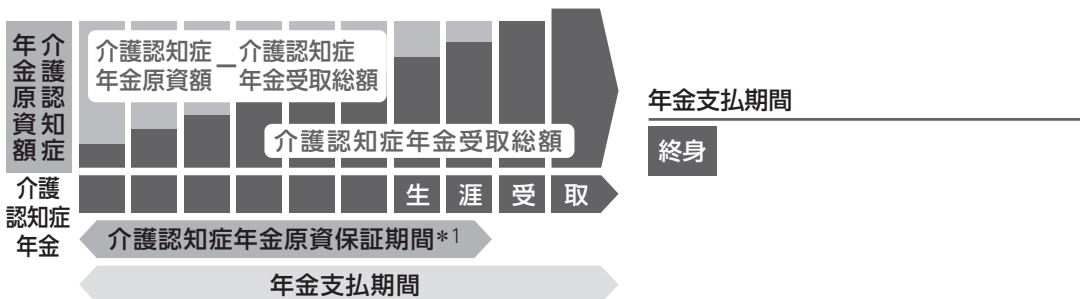 介護認知症
年金原資額
介護認知症
年金原資額
ー
介護認知症
年金受取総額
介護認知症年金受取総額
介護
認知症
年金
生 涯 受 取
介護認知症年金原資保証期間*1
年金支払期間
年金支払期間
終身